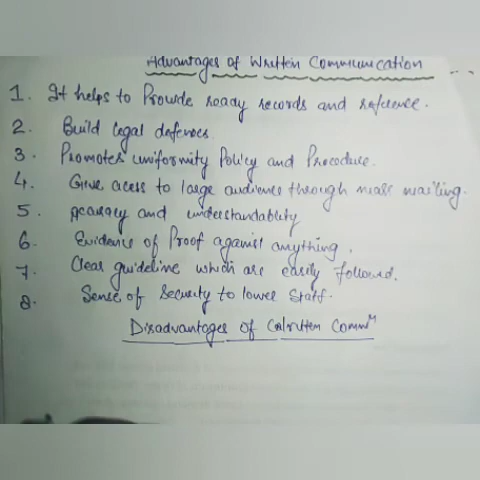 Advantages of Written Communication ...
1. It helps to Provide ready records and reference.
2. Build legal defences
3. Promotes uniformity Policy and Procedure.
4. Give acess to large audience through mass mailing.
5. Accuracy and understandability
6. Evidence of Proof against anything.
7. Clear guideline which are easily followed.
8. Sense of Security to lower Staff.
Disadvantages of Written Commⁿ